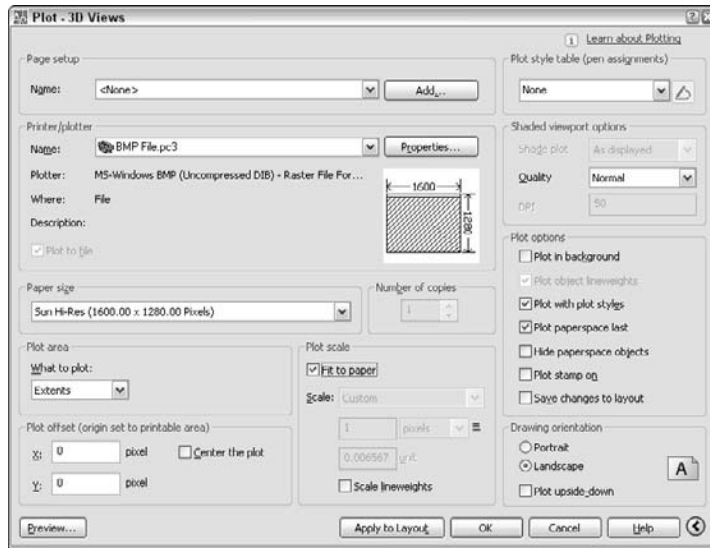 Plot - 3D Views
Learn about Plotting
Page setup
Name: <None> Add...
Plot style table (pen assignments)
None
Printer/plotter
Name: BMP File.pc3 Properties...
Plotter: MS-Windows BMP (Uncompressed DIB) - Raster File For...
Where: File
Description:
Plot to file
1600
1280
Shaded viewport options
Shade plot As displayed
Quality Normal
DPI 50
Paper size
Sun Hi-Res (1600.00 x 1280.00 Pixels)
Number of copies
1
Plot options
Plot in background
Plot object lineweights
Plot with plot styles
Plot paperspace last
Hide paperspace objects
Plot stamp on
Save changes to layout
Plot area
What to plot:
Extents
Plot scale
Fit to paper
Scale: Custom
1 pixels =
0.006567 unit
Scale lineweights
Plot offset (origin set to printable area)
X: 0 pixel Center the plot
Y: 0 pixel
Drawing orientation
Portrait
Landscape
Plot upside-down
A
Preview... Apply to Layout OK Cancel Help